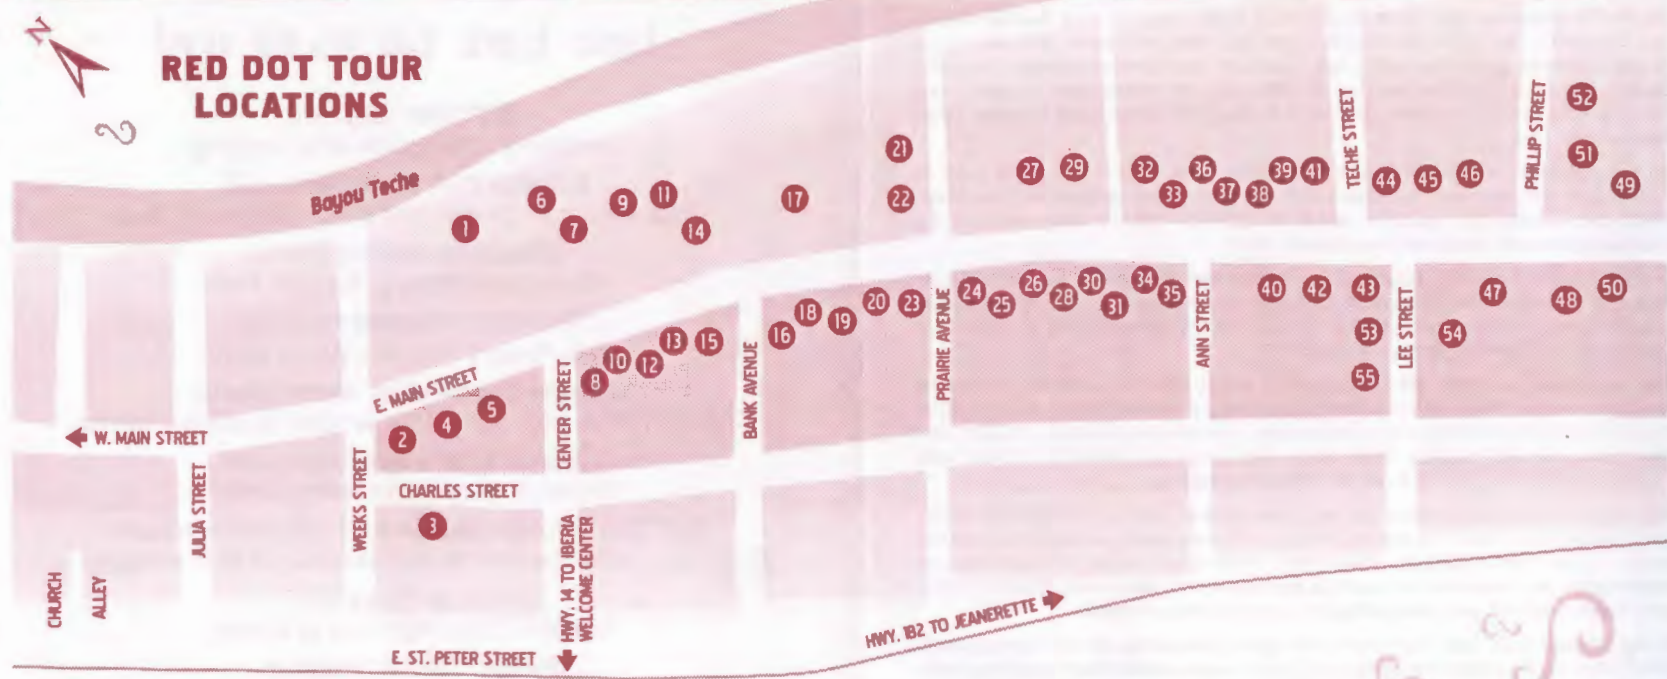 N
RED DOT TOUR
LOCATIONS
Bayou Teche
1
6
7
9
11
14
17
21
22
27
29
32
33
36
37
38
39
41
TECHE STREET
44
45
46
PHILLIP STREET
52
51
49
E. MAIN STREET
2
4
5
CENTER STREET
8
10
12
13
15
BANK AVENUE
16
18
19
20
23
PRAIRIE AVENUE
24
25
26
28
30
31
34
35
ANN STREET
40
42
43
53
55
LEE STREET
54
47
48
50
W. MAIN STREET
JULIA STREET
WEEKS STREET
CHARLES STREET
3
HWY. 14 TO IBERIA
WELCOME CENTER
CHURCH
ALLEY
E. ST. PETER STREET
HWY. 182 TO JEANERETTE